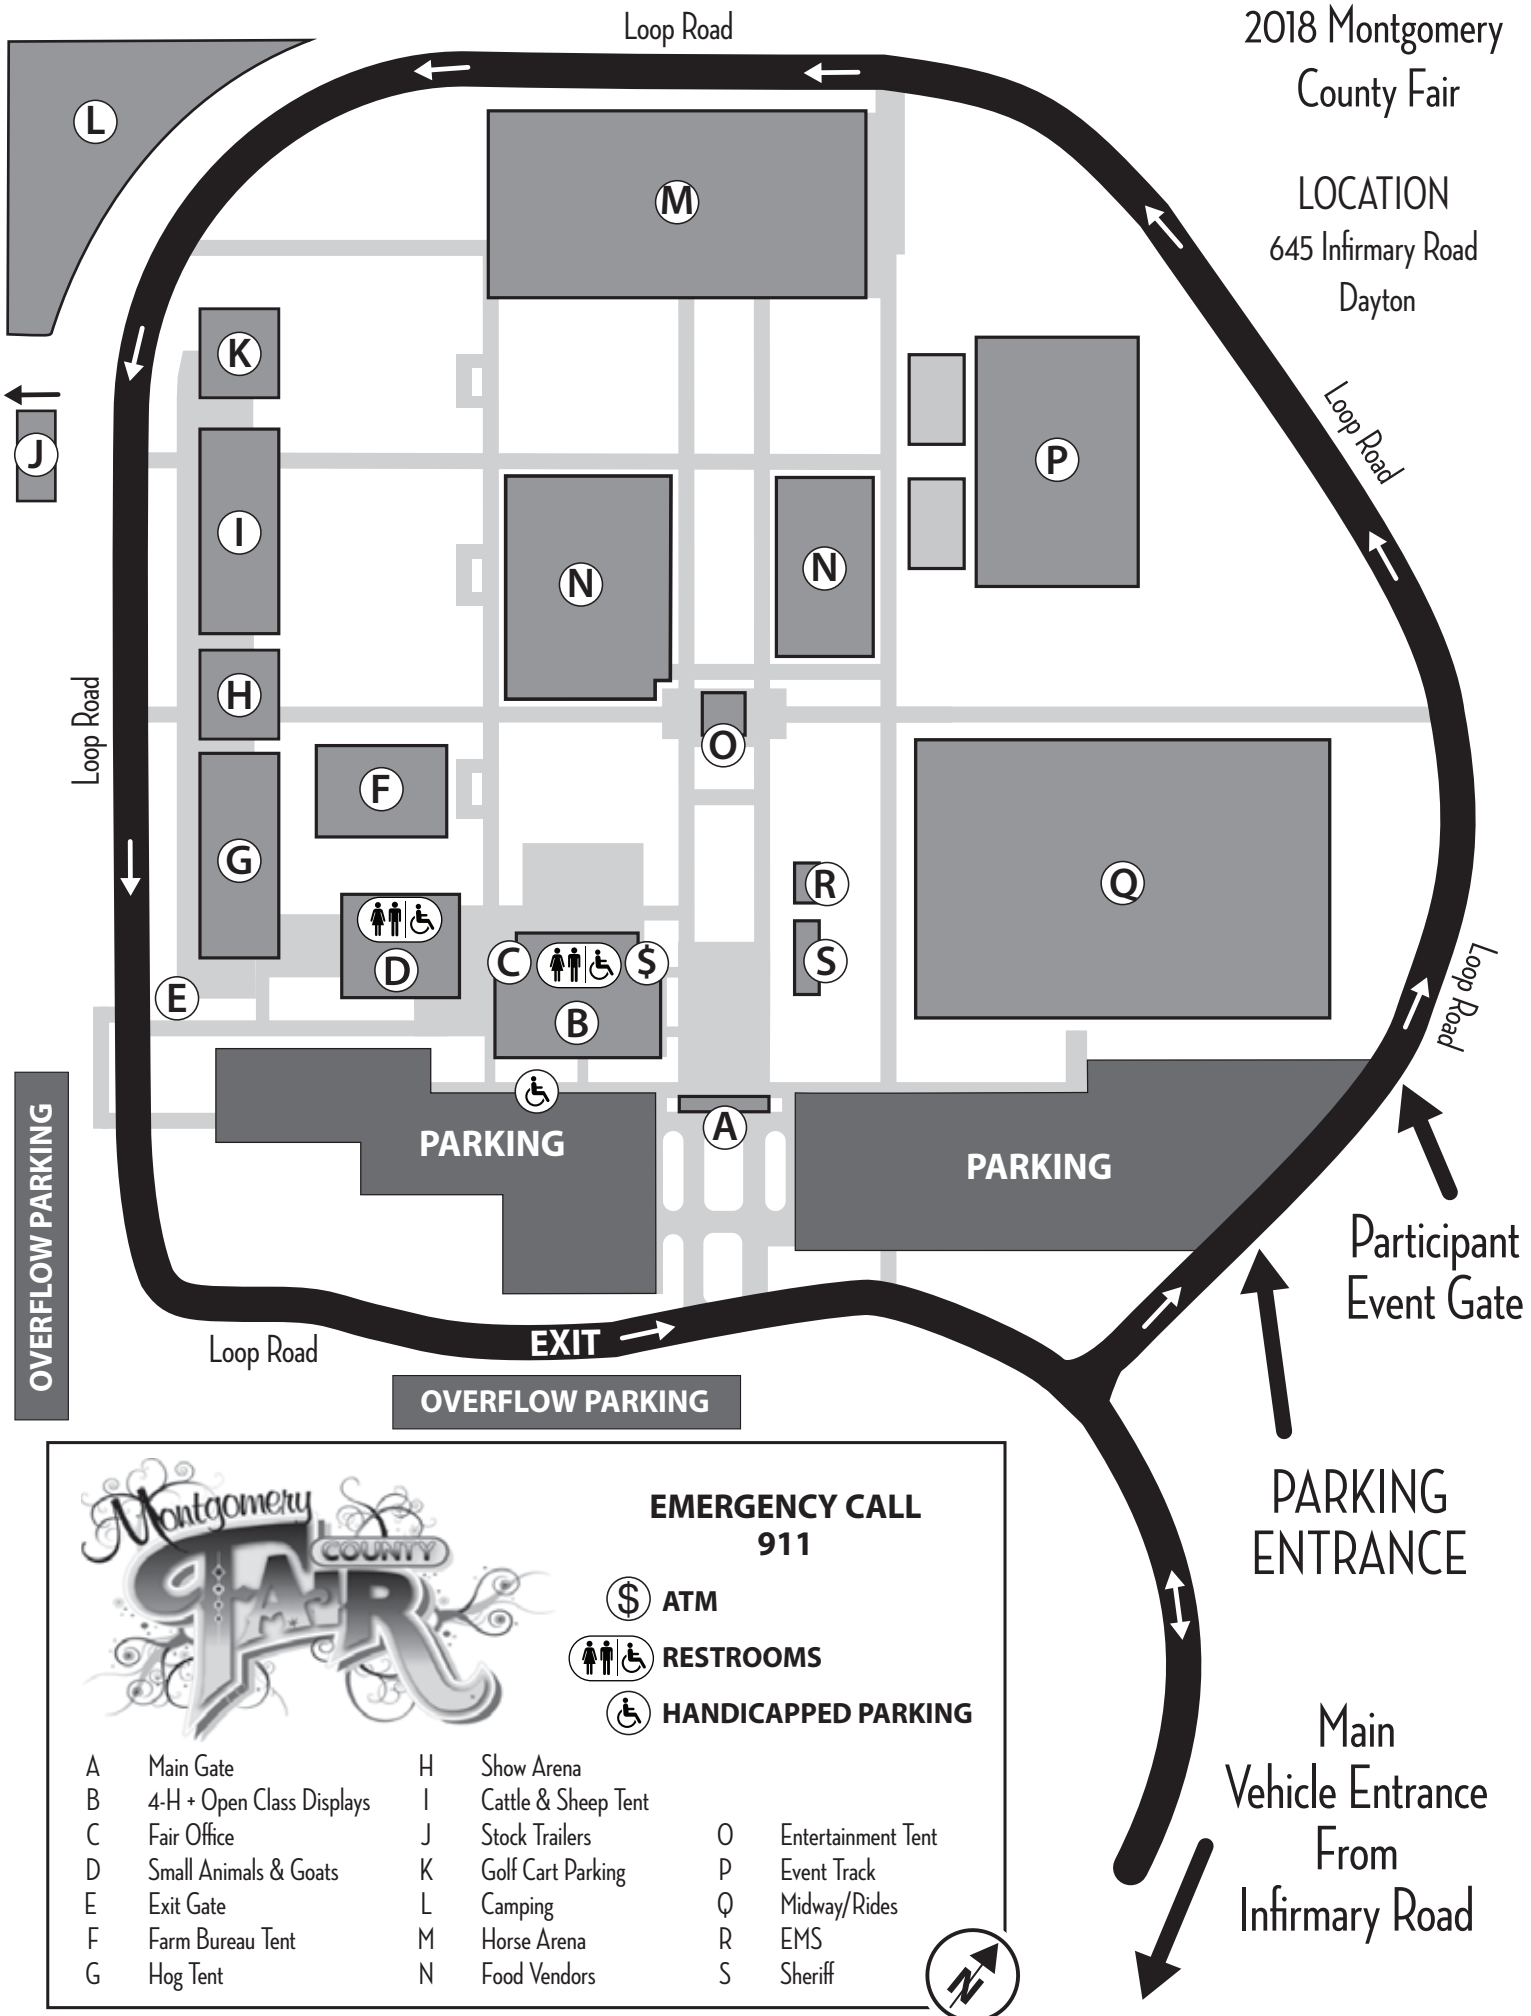 Loop Road
2018 Montgomery
County Fair
LOCATION
645 Infirmary Road
Dayton
L
M
K
J
I
P
Loop Road
N
N
H
O
Loop Road
F
G
Q
R
D
C
$
S
E
B
Loop Road
A
PARKING
PARKING
OVERFLOW PARKING
Participant
Event Gate
Loop Road
EXIT
OVERFLOW PARKING
PARKING
ENTRANCE
Montgomery
COUNTY
FAIR
EMERGENCY CALL
911
$ ATM
RESTROOMS
HANDICAPPED PARKING
A Main Gate
B 4-H + Open Class Displays
C Fair Office
D Small Animals & Goats
E Exit Gate
F Farm Bureau Tent
G Hog Tent
H Show Arena
I Cattle & Sheep Tent
J Stock Trailers
K Golf Cart Parking
L Camping
M Horse Arena
N Food Vendors
O Entertainment Tent
P Event Track
Q Midway/Rides
R EMS
S Sheriff
N
Main
Vehicle Entrance
From
Infirmary Road